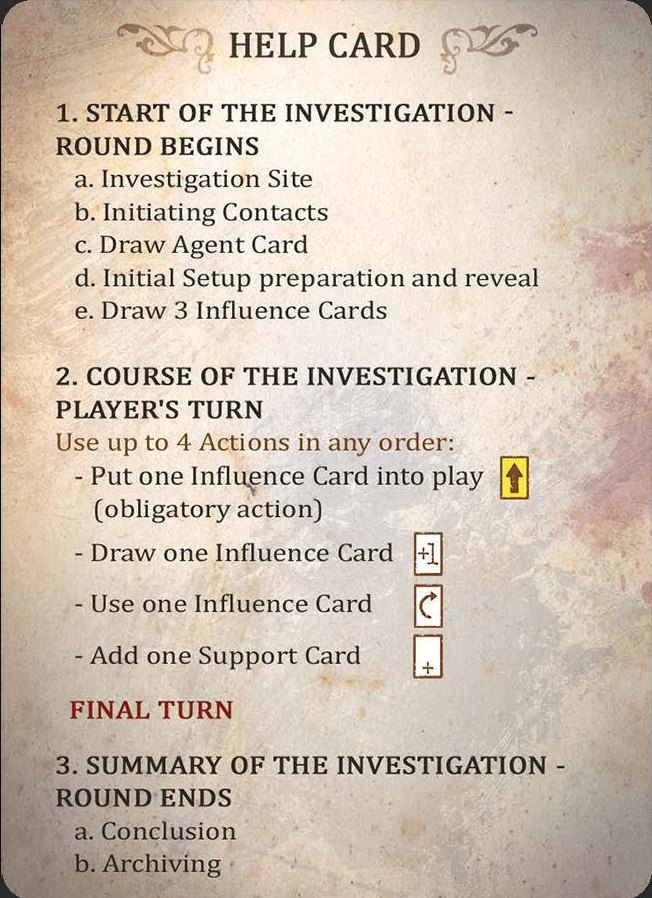 HELP CARD
1. START OF THE INVESTIGATION -
ROUND BEGINS
a. Investigation Site
b. Initiating Contacts
c. Draw Agent Card
d. Initial Setup preparation and reveal
e. Draw 3 Influence Cards
2. COURSE OF THE INVESTIGATION -
PLAYER'S TURN
Use up to 4 Actions in any order:
- Put one Influence Card into play
(obligatory action)
- Draw one Influence Card +1
- Use one Influence Card
- Add one Support Card +
FINAL TURN
3. SUMMARY OF THE INVESTIGATION -
ROUND ENDS
a. Conclusion
b. Archiving